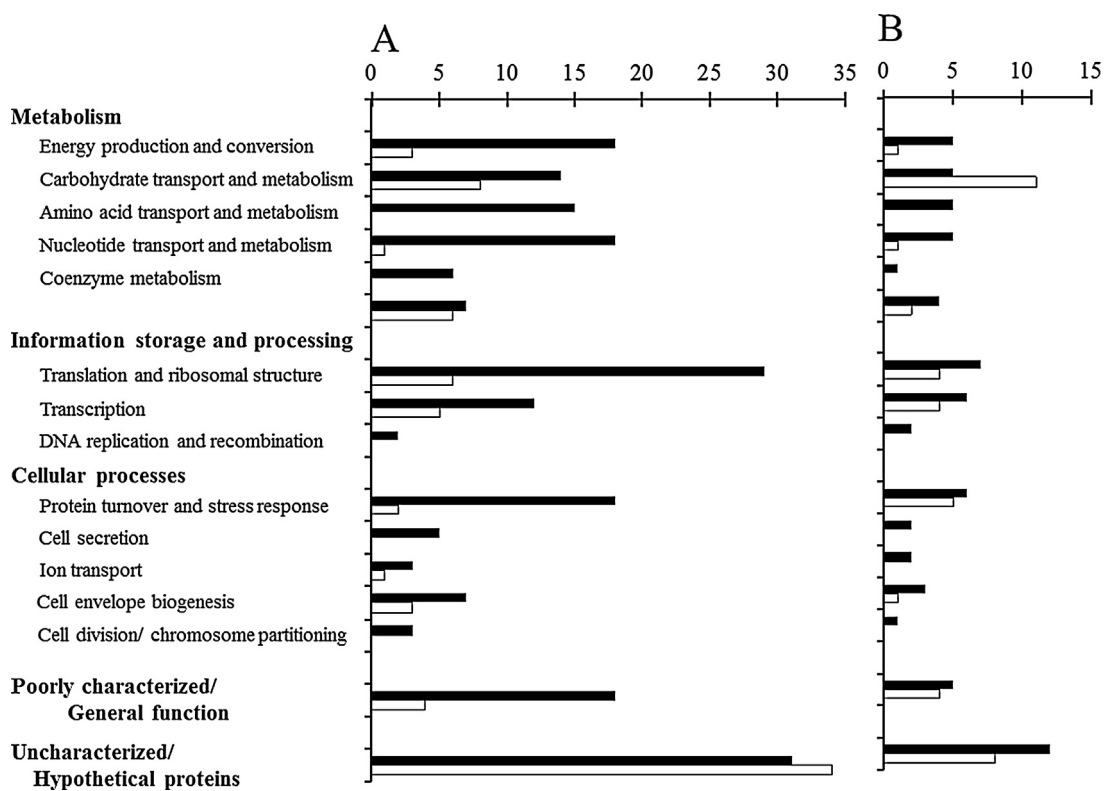 A
B
0 5 10 15 20 25 30 35
0 5 10 15
Metabolism
Energy production and conversion
Carbohydrate transport and metabolism
Amino acid transport and metabolism
Nucleotide transport and metabolism
Coenzyme metabolism
Information storage and processing
Translation and ribosomal structure
Transcription
DNA replication and recombination
Cellular processes
Protein turnover and stress response
Cell secretion
Ion transport
Cell envelope biogenesis
Cell division/ chromosome partitioning
Poorly characterized/
General function
Uncharacterized/
Hypothetical proteins